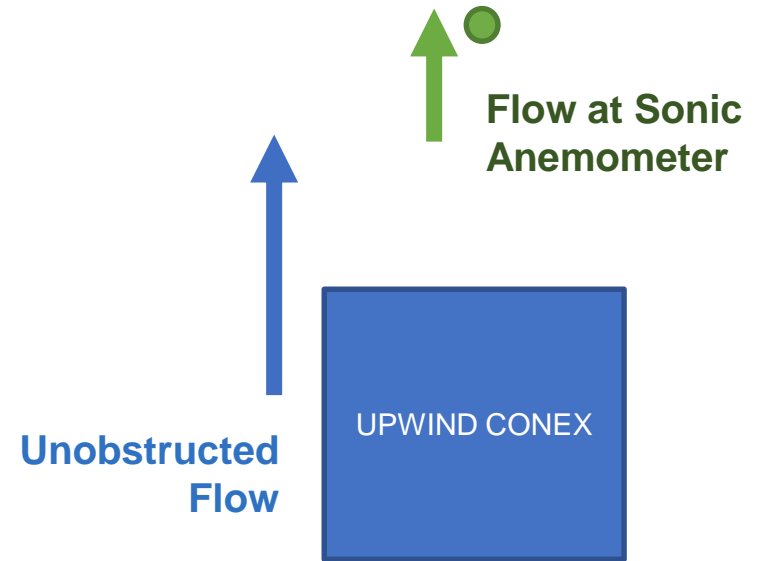 Flow at Sonic
Anemometer
UPWIND CONEX
Unobstructed
Flow